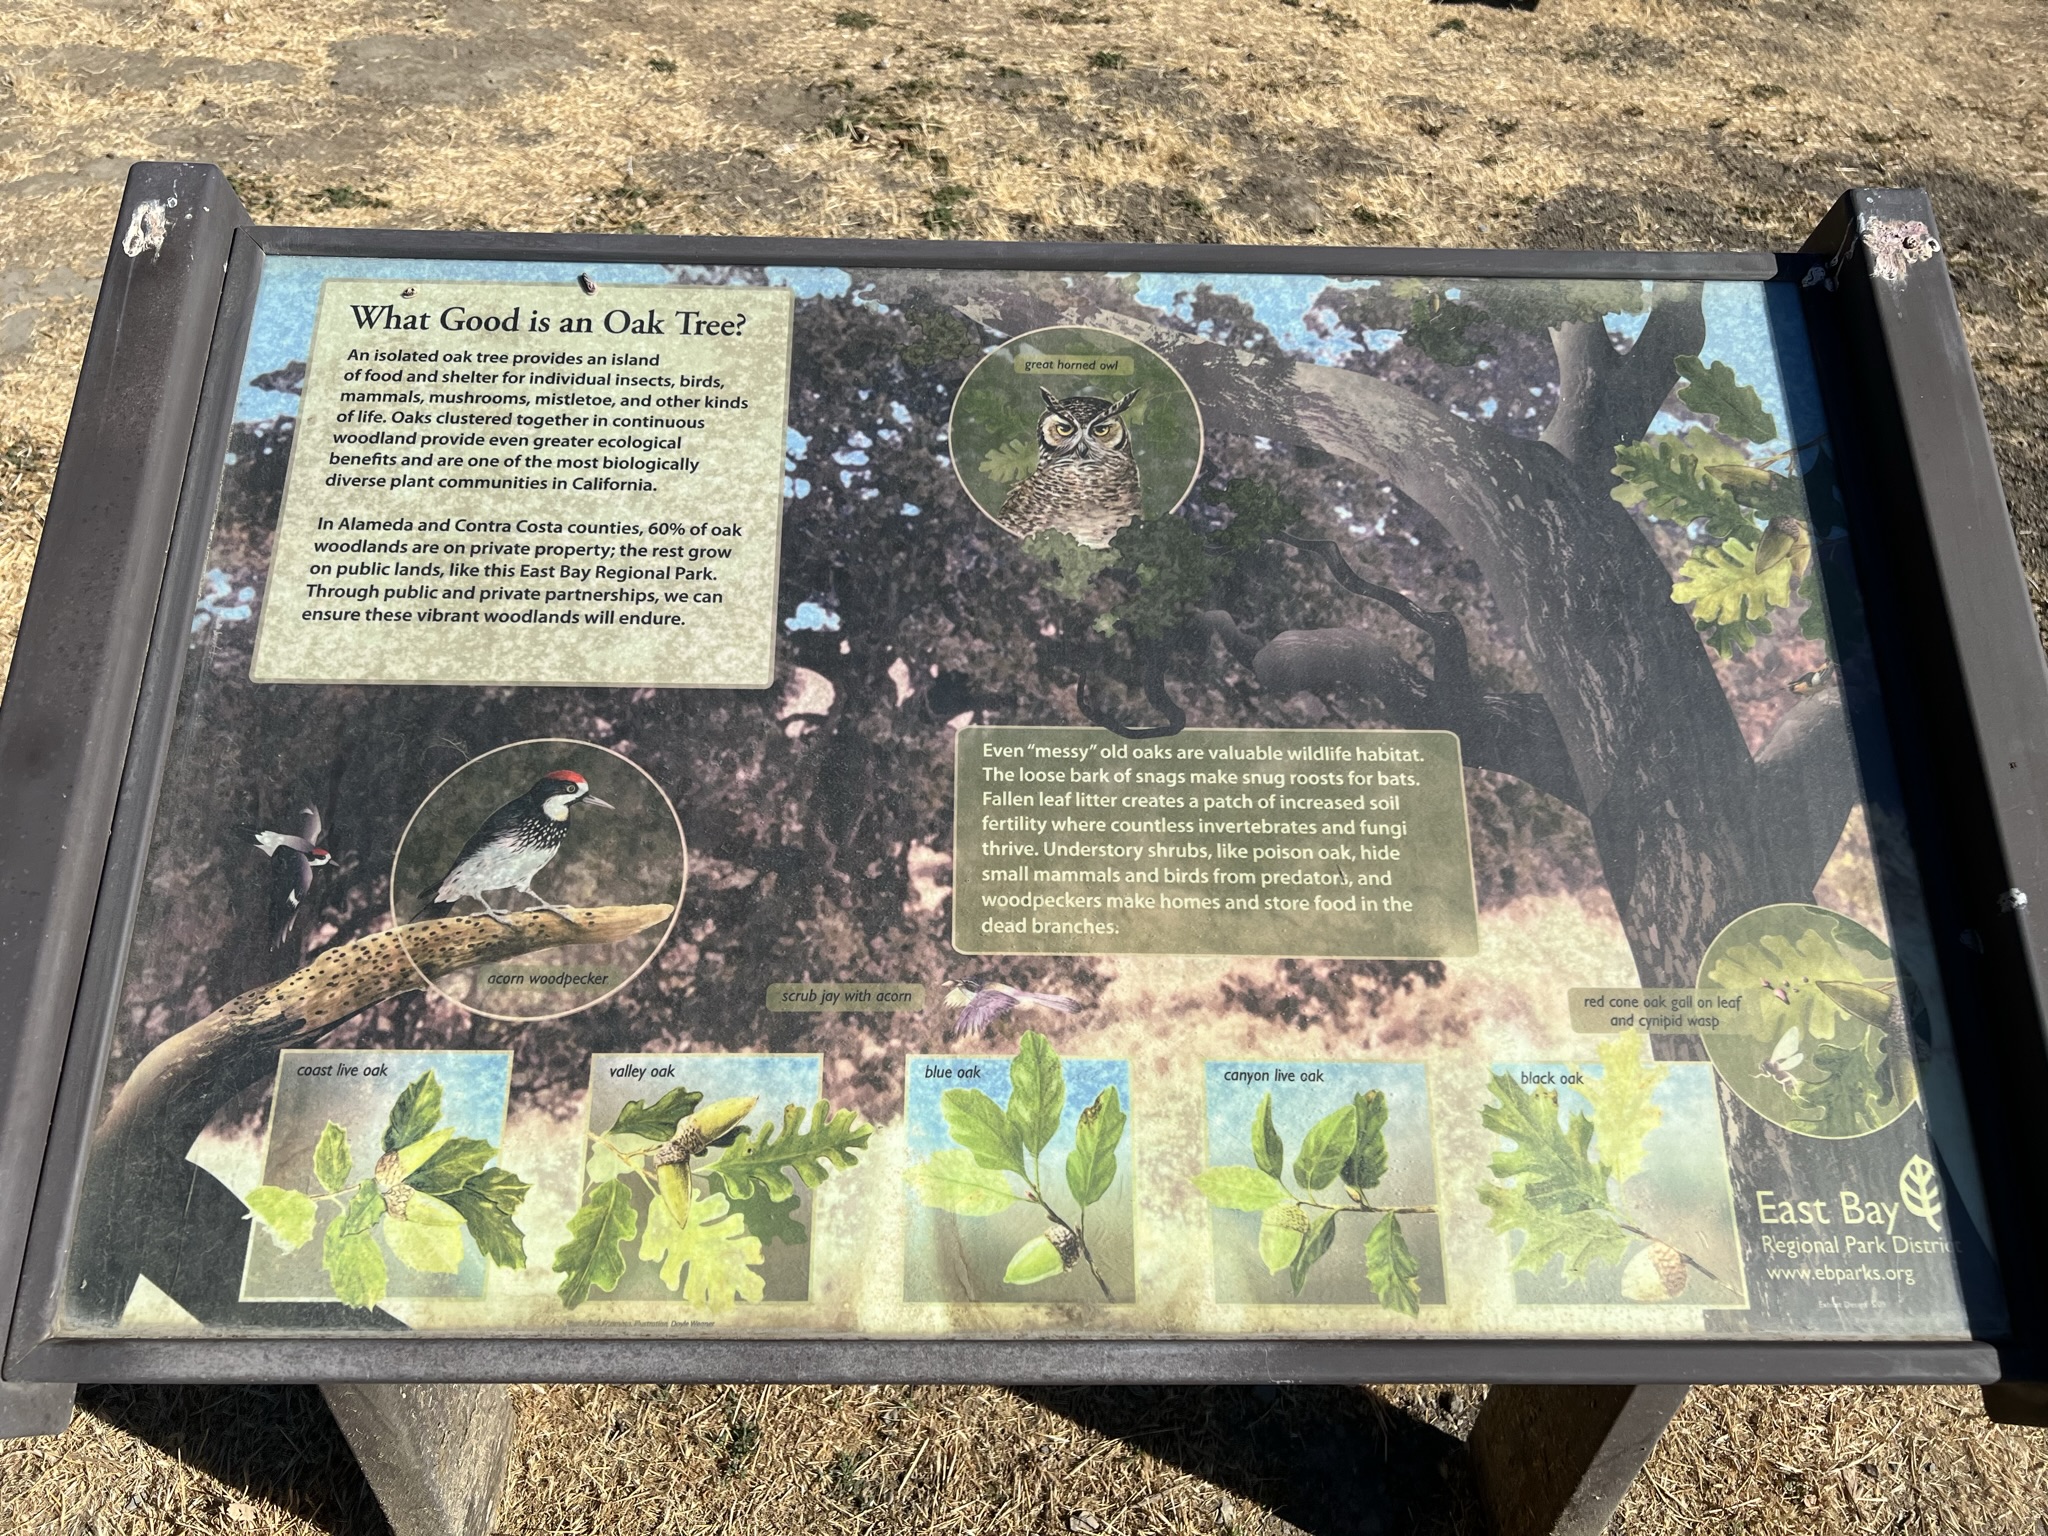 What Good is an Oak Tree?
An isolated oak tree provides an island
of food and shelter for individual insects, birds,
mammals, mushrooms, mistletoe, and other kinds
of life. Oaks clustered together in continuous
woodland provide even greater ecological
benefits and are one of the most biologically
diverse plant communities in California.
In Alameda and Contra Costa counties, 60% of oak
woodlands are on private property; the rest grow
on public lands, like this East Bay Regional Park.
Through public and private partnerships, we can
ensure these vibrant woodlands will endure.
great horned owl
Even “messy” old oaks are valuable wildlife habitat.
The loose bark of snags make snug roosts for bats.
Fallen leaf litter creates a patch of increased soil
fertility where countless invertebrates and fungi
thrive. Understory shrubs, like poison oak, hide
small mammals and birds from predators, and
woodpeckers make homes and store food in the
dead branches.
acorn woodpecker
scrub jay with acorn
red cone oak gall on leaf
and cynipid wasp
coast live oak
valley oak
blue oak
canyon live oak
black oak
East Bay
Regional Park District
www.ebparks.org